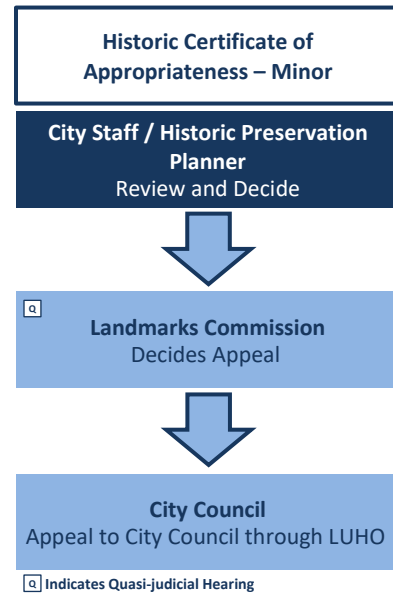 Historic Certificate of
Appropriateness – Minor
City Staff / Historic Preservation
Planner
Review and Decide
Q
Landmarks Commission
Decides Appeal
City Council
Appeal to City Council through LUHO
Q Indicates Quasi-judicial Hearing